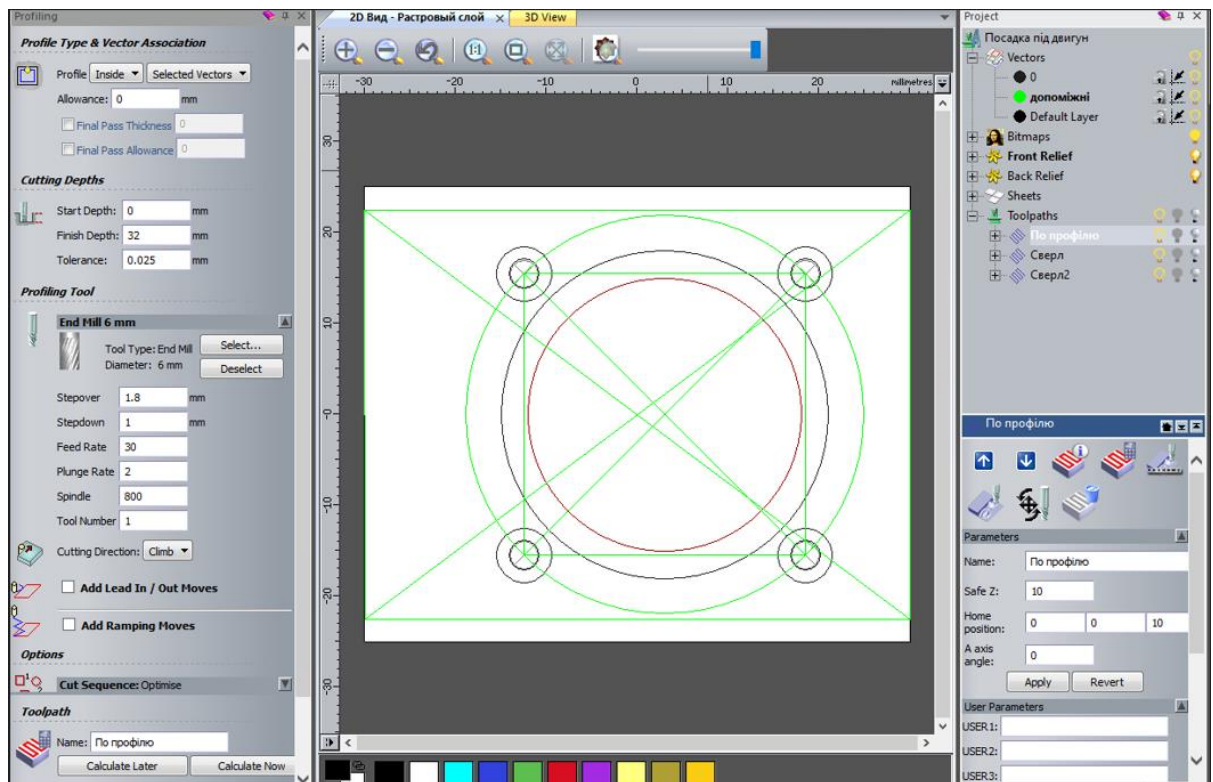 Profiling
Profile Type & Vector Association
Profile Inside Selected Vectors
Allowance: 0 mm
Final Pass Thickness 0
Final Pass Allowance 0
Cutting Depths
Start Depth: 0 mm
Finish Depth: 32 mm
Tolerance: 0.025 mm
Profiling Tool
End Mill 6 mm
Tool Type: End Mill
Diameter: 6 mm
Select...
Deselect
Stepover 1.8 mm
Stepdown 1 mm
Feed Rate 30
Plunge Rate 2
Spindle 800
Tool Number 1
Cutting Direction: Climb
Add Lead In / Out Moves
Add Ramping Moves
Options
Cut Sequence: Optimise
Toolpath
Name: По профілю
Calculate Later Calculate Now
2D Вид - Растровый слой 3D View
1:1
-30 -20 -10 0 10 20 millimetres
30
20
10
-0
-10
-20
-30
Project
Посадка під двигун
Vectors
0
допоміжні
Default Layer
Bitmaps
Front Relief
Back Relief
Sheets
Toolpaths
По профілю
Сверл
Сверл2
По профілю
Parameters
Name: По профілю
Safe Z: 10
Home position: 0 0 10
A axis angle: 0
Apply Revert
User Parameters
USER1:
USER2:
USER3: